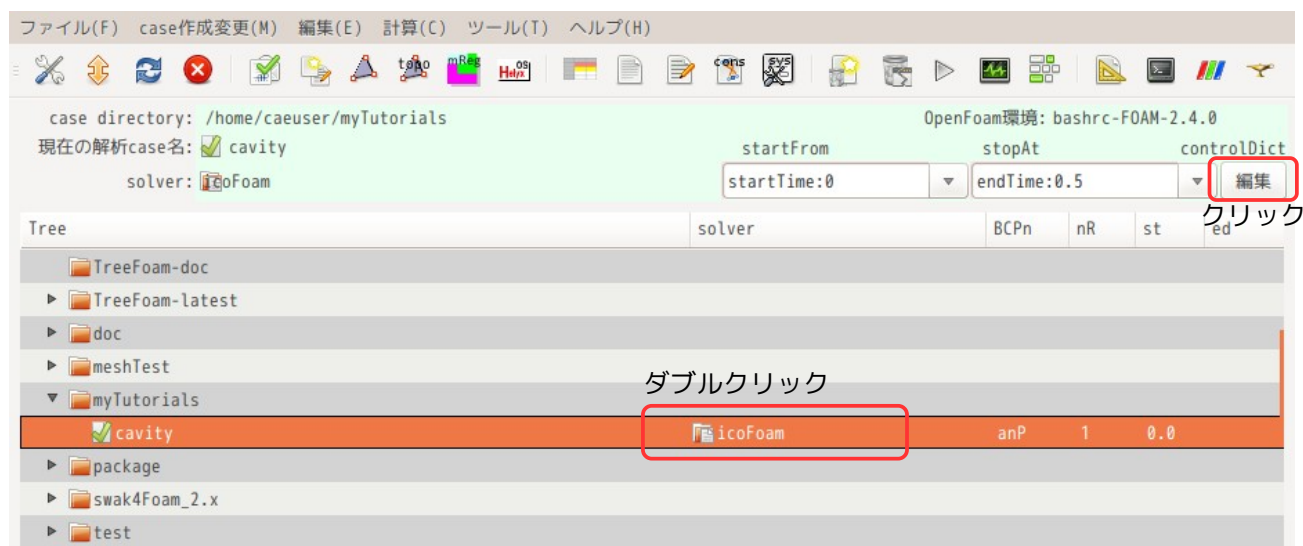 ファイル(F) case作成変更(M) 編集(E) 計算(C) ツール(T) ヘルプ(H)
topo mReg Helyx OS cons sys
case directory: /home/caeuser/myTutorials OpenFoam環境: bashrc-FOAM-2.4.0
現在の解析case名: cavity startFrom stopAt controlDict
solver: icoFoam startTime:0 endTime:0.5 編集
クリック
Tree solver BCPn nR st ed
TreeFoam-doc
TreeFoam-latest
doc
meshTest
ダブルクリック
myTutorials
cavity icoFoam anP 1 0.0
package
swak4Foam_2.x
test